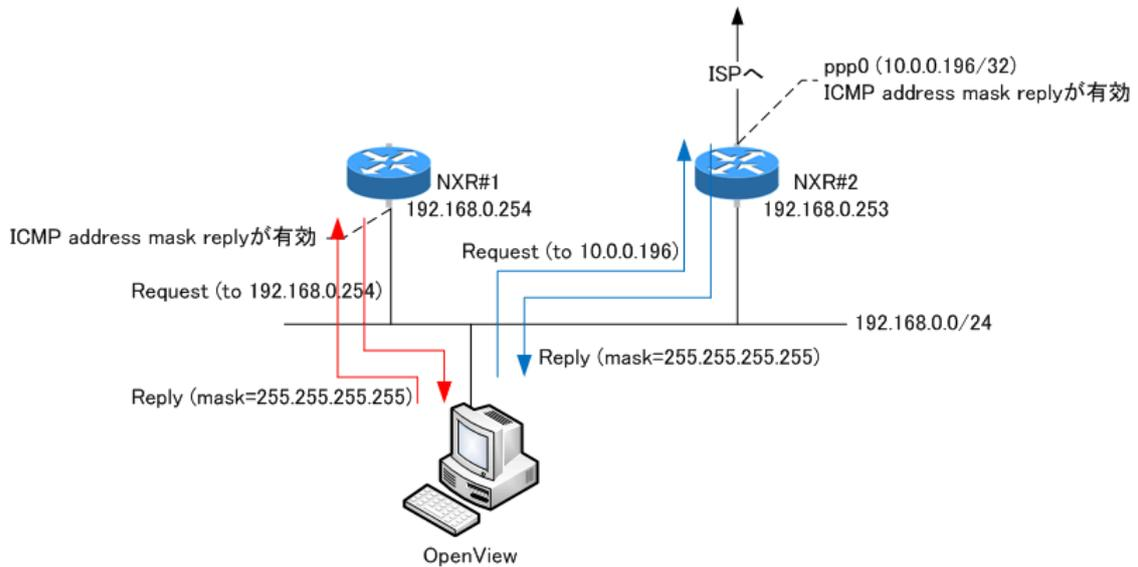 ISPへ
ppp0 (10.0.0.196/32)
ICMP address mask replyが有効
NXR#1
192.168.0.254
NXR#2
192.168.0.253
ICMP address mask replyが有効
Request (to 10.0.0.196)
Request (to 192.168.0.254)
192.168.0.0/24
Reply (mask=255.255.255.255)
Reply (mask=255.255.255.255)
OpenView